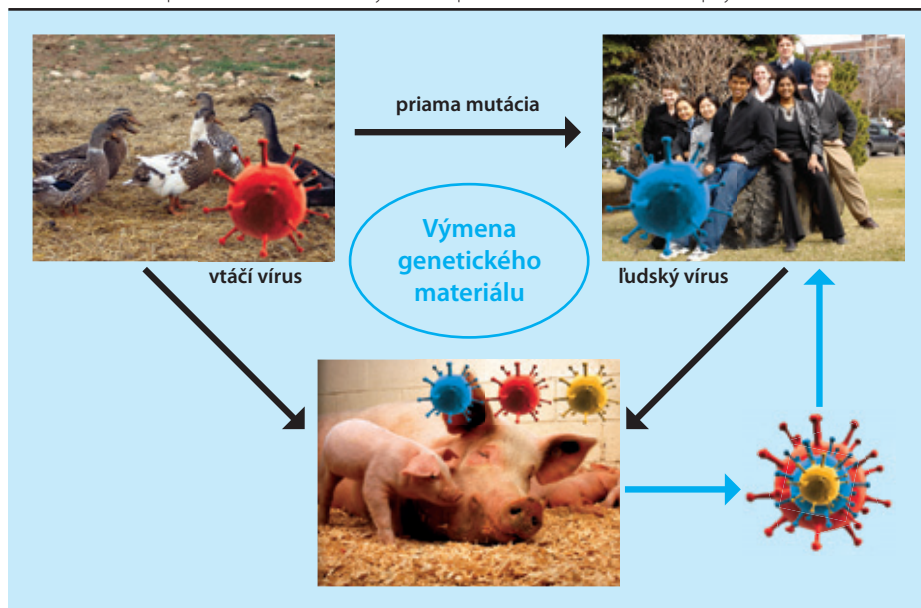 priama mutácia
Výmena
genetického
materiálu
vtáčí vírus
ľudský vírus